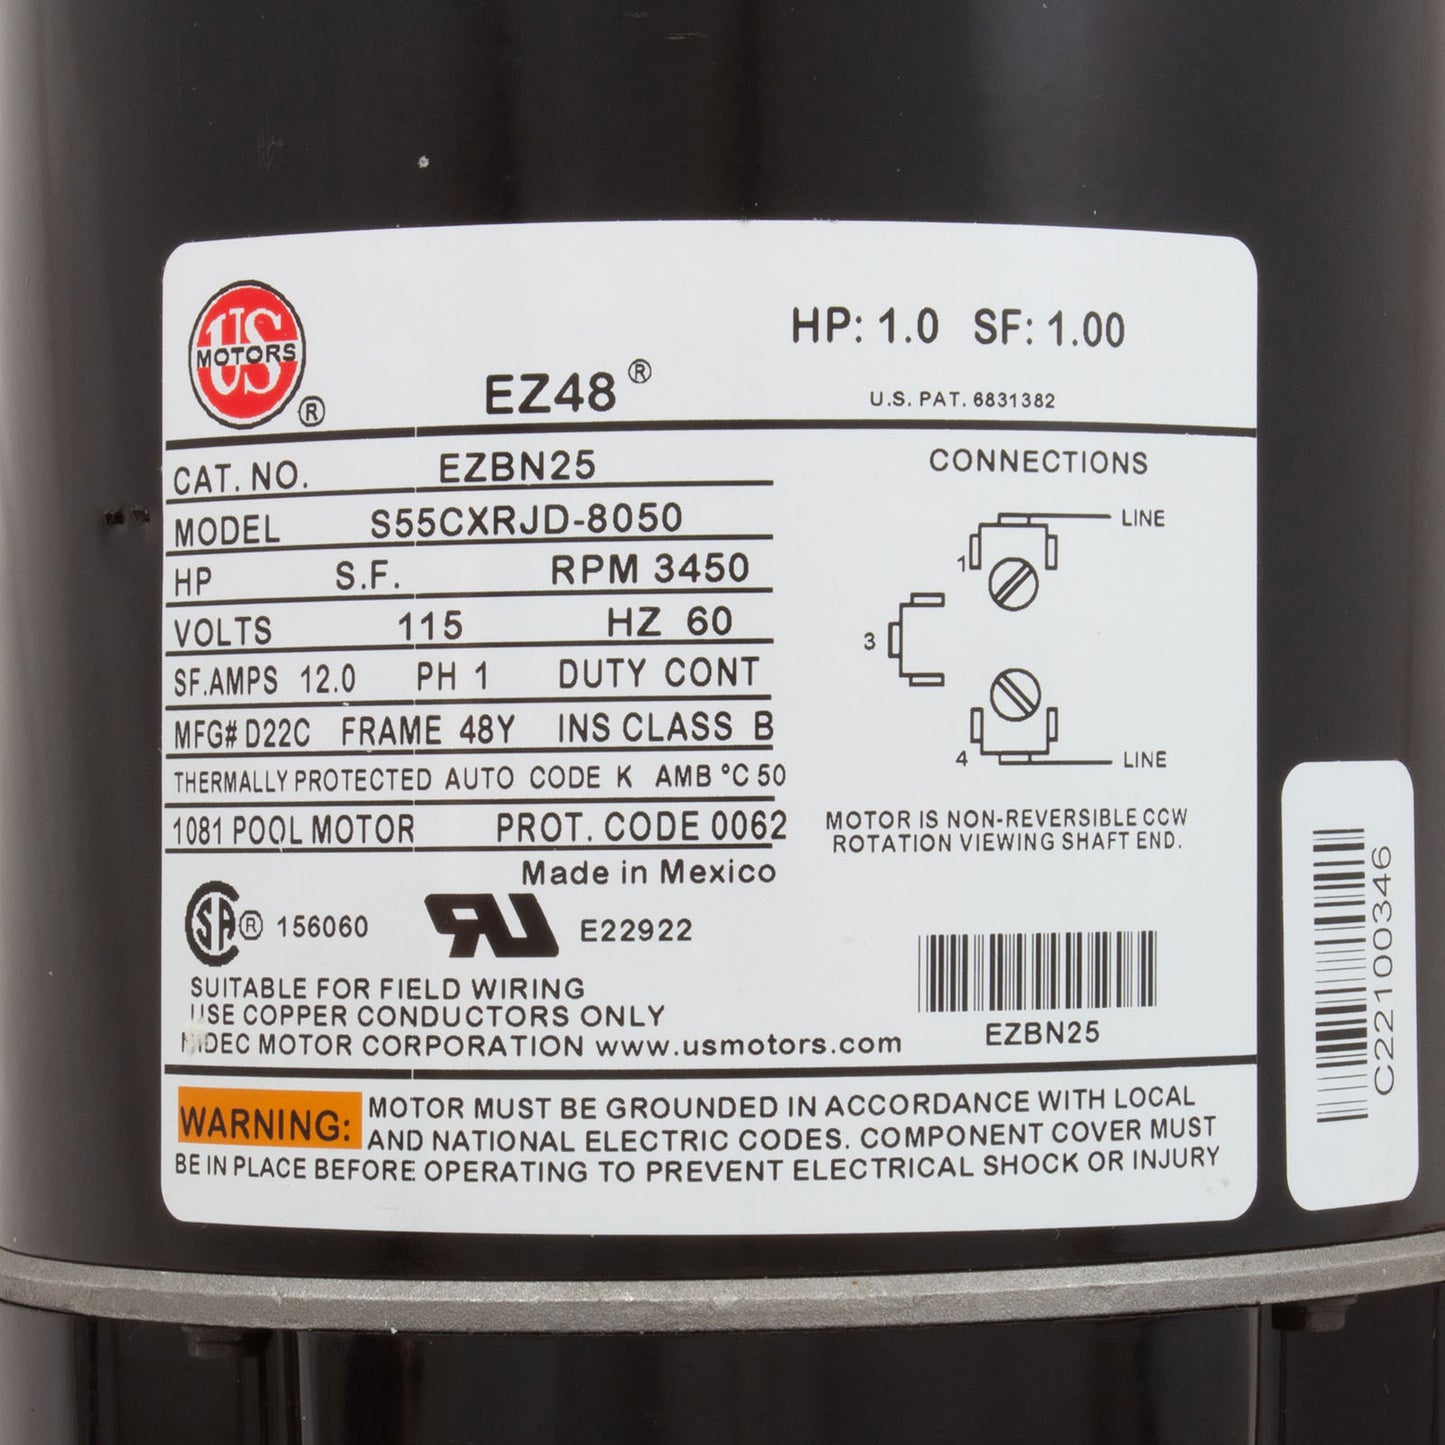 US
MOTORS
®
EZ48®
HP: 1.0 SF: 1.00
U.S. PAT. 6831382
CAT. NO. EZBN25
MODEL S55CXRJD-8050
HP S.F. RPM 3450
VOLTS 115 HZ 60
SF.AMPS 12.0 PH 1 DUTY CONT
MFG# D22C FRAME 48Y INS CLASS B
THERMALLY PROTECTED AUTO CODE K AMB °C 50
1081 POOL MOTOR PROT. CODE 0062
Made in Mexico
CONNECTIONS
LINE
1
3
4
LINE
MOTOR IS NON-REVERSIBLE CCW
ROTATION VIEWING SHAFT END.
SA ® 156060 RU E22922
SUITABLE FOR FIELD WIRING
USE COPPER CONDUCTORS ONLY
NIDEC MOTOR CORPORATION www.usmotors.com
EZBN25
WARNING: MOTOR MUST BE GROUNDED IN ACCORDANCE WITH LOCAL
AND NATIONAL ELECTRIC CODES. COMPONENT COVER MUST
BE IN PLACE BEFORE OPERATING TO PREVENT ELECTRICAL SHOCK OR INJURY
C22100346